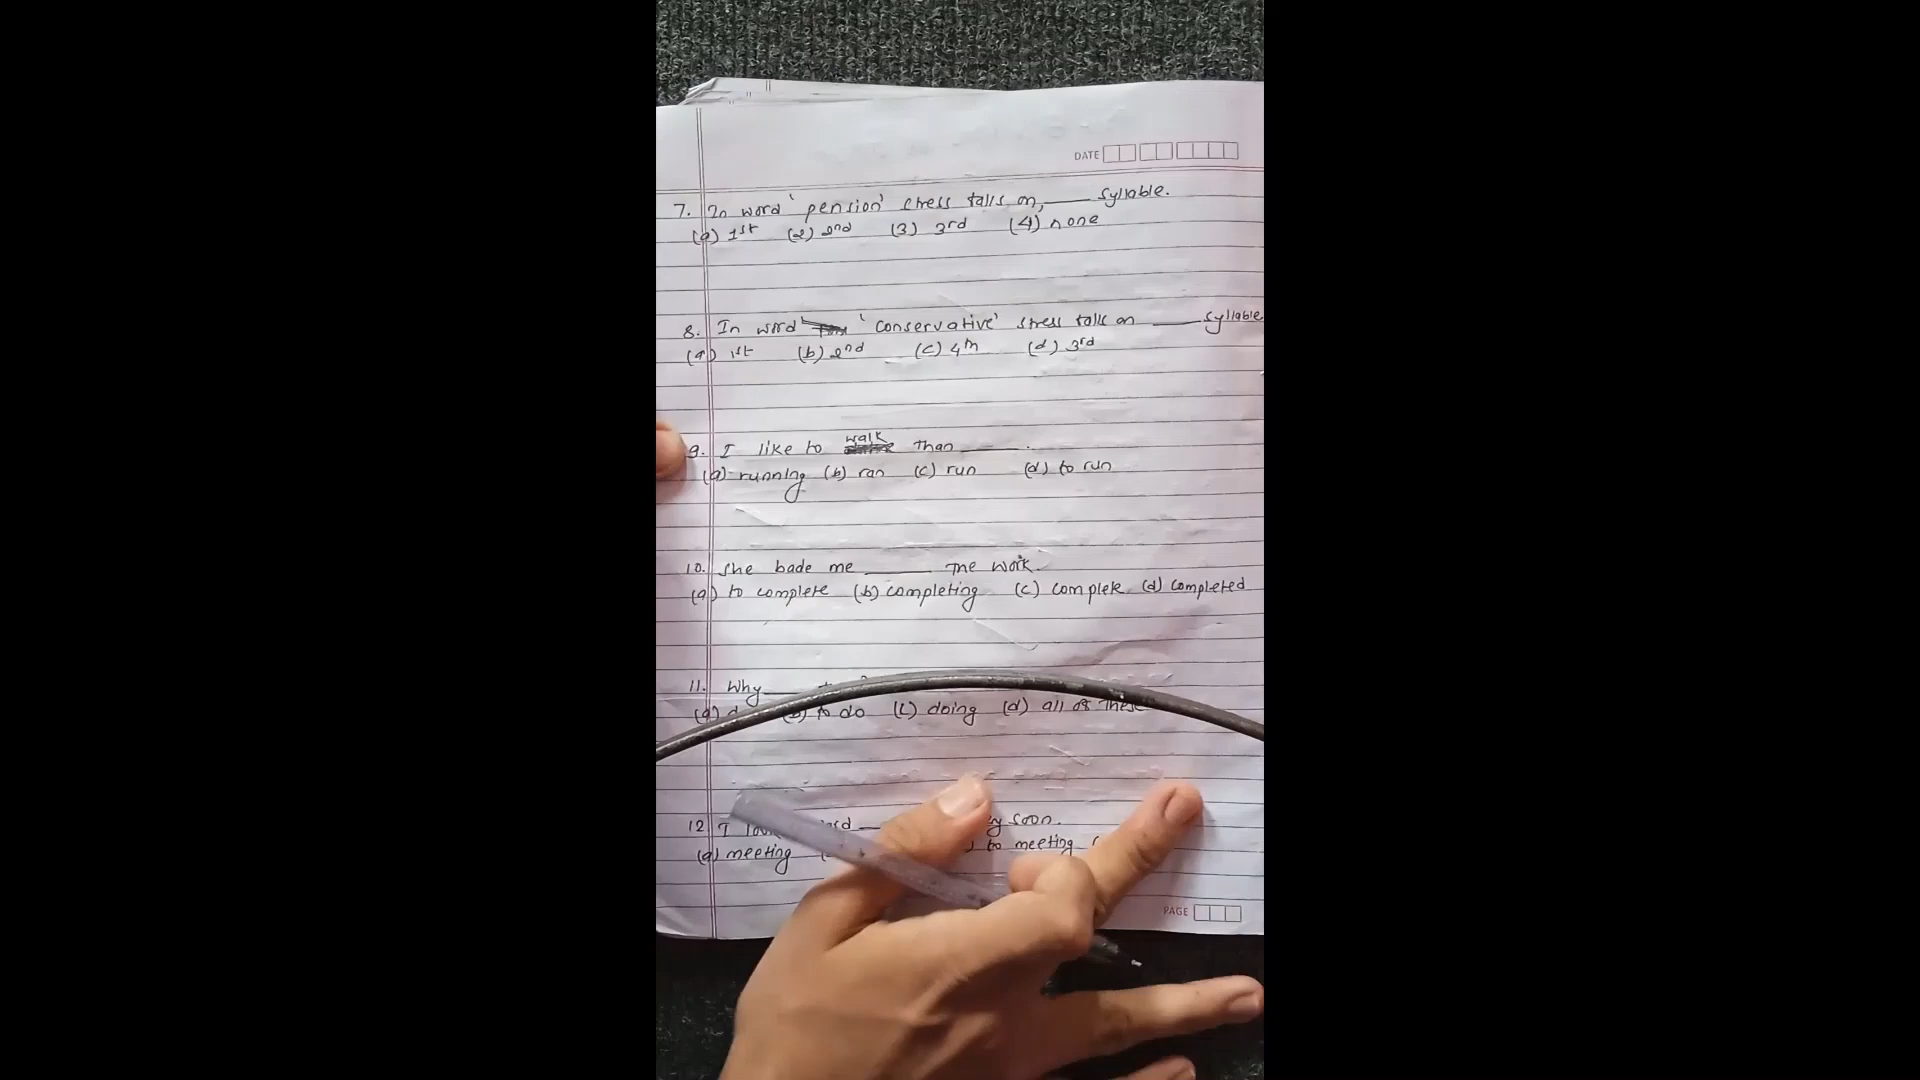 DATE
7. In word 'pension' stress falls on, ____ syllable.
(a) 1st (2) 2nd (3) 3rd (4) none
8. In word 'conservative' stress falls on ____ syllable
(a) 1st (b) 2nd (c) 4th (d) 3rd
9. I like to walk than ____.
(a) running (b) ran (c) run (d) to run
10. she bade me ____ the work.
(a) to complete (b) completing (c) complete (d) completed
11. Why ____
(a) (b) to do (c) doing (d) all of these
12 I ____ soon.
(a) meeting to meeting
PAGE